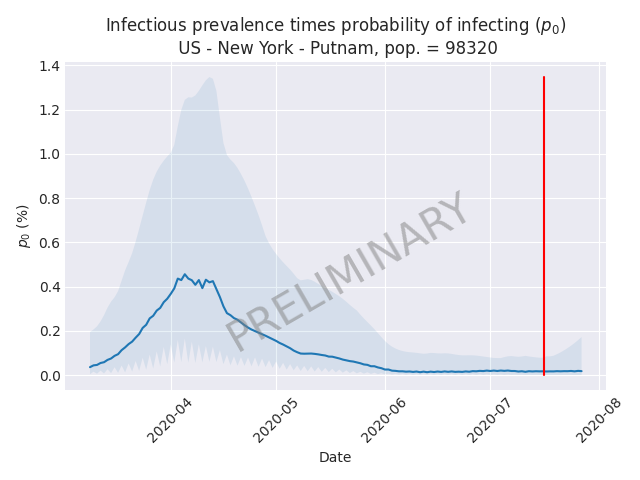 Infectious prevalence times probability of infecting (p₀)
US - New York - Putnam, pop. = 98320
1.4
1.2
1.0
0.8
0.6
0.4
0.2
0.0
p₀ (%)
PRELIMINARY
2020-04
2020-05
2020-06
2020-07
2020-08
Date